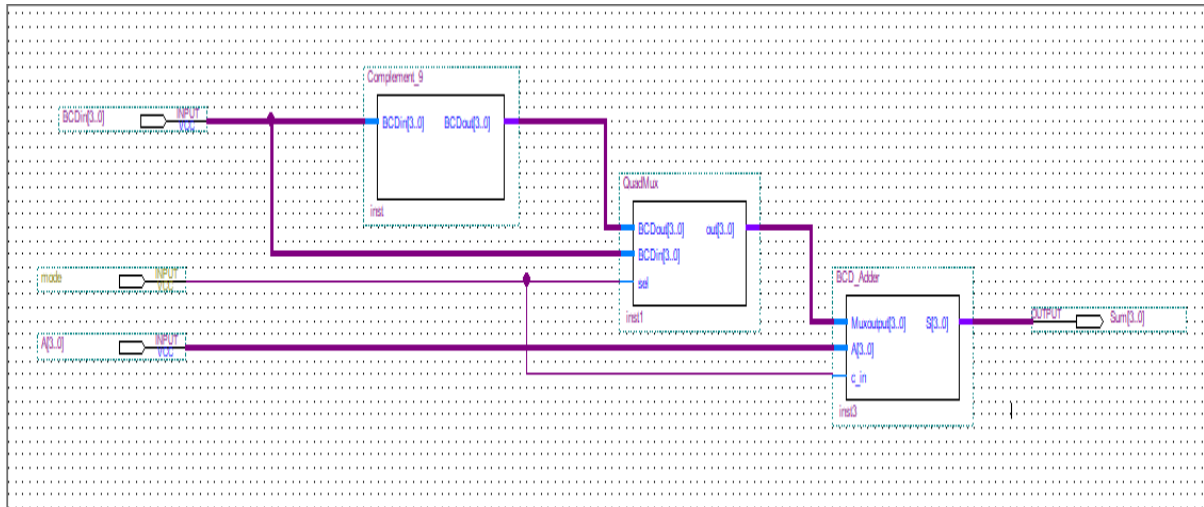 Complement_9
BCDin[3..0] INPUT VCC
BCDin[3..0] BCDout[3..0]
inst
QuadMux
BCDout[3..0] out[3..0]
BCDin[3..0]
mode INPUT VCC
sel
inst1
BCD_Adder
Muxoutput[3..0] S[3..0]
OUTPUT Sum[3..0]
A[3..0] INPUT VCC
A[3..0]
c_in
inst3